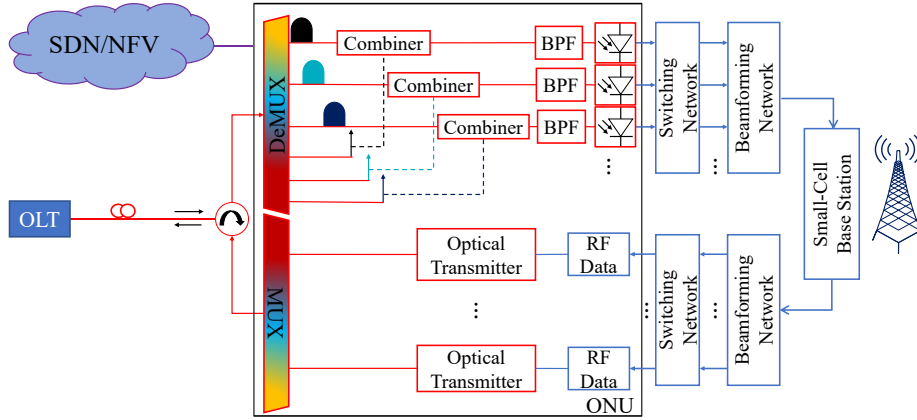 SDN/NFV
OLT
DeMUX
MUX
Combiner
BPF
Combiner
BPF
Combiner
BPF
...
Switching
Network
...
Beamforming
Network
Small-Cell
Base Station
Optical
Transmitter
RF
Data
...
Optical
Transmitter
RF
Data
...
Switching
Network
...
Beamforming
Network
ONU